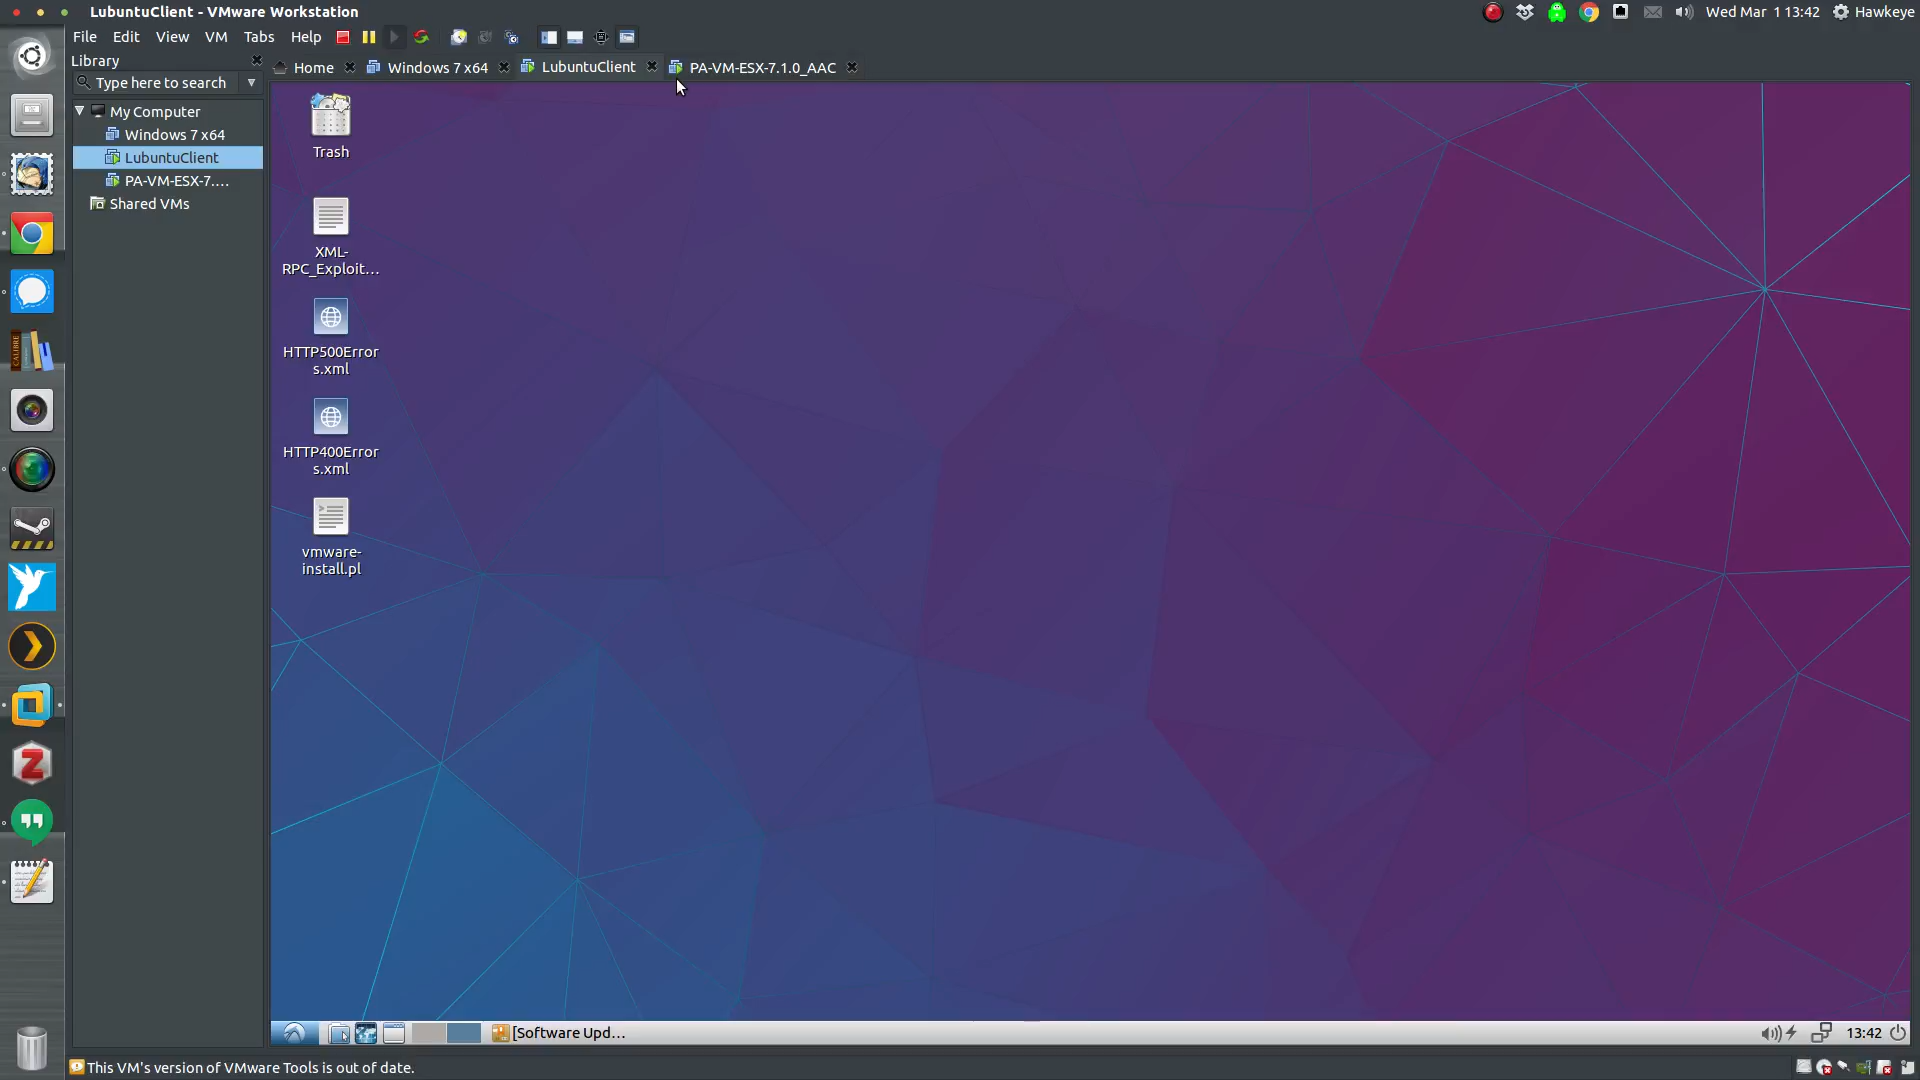 LubuntuClient - VMware Workstation
Wed Mar 1 13:42
Hawkeye
File Edit View VM Tabs Help
Library
Type here to search
Home
Windows 7 x64
LubuntuClient
PA-VM-ESX-7.1.0_AAC
My Computer
Windows 7 x64
LubuntuClient
PA-VM-ESX-7....
Shared VMs
Trash
XML-
RPC_Exploit...
HTTP500Error
s.xml
HTTP400Error
s.xml
vmware-
install.pl
CALIBRE
[Software Upd...
13:42
This VM's version of VMware Tools is out of date.